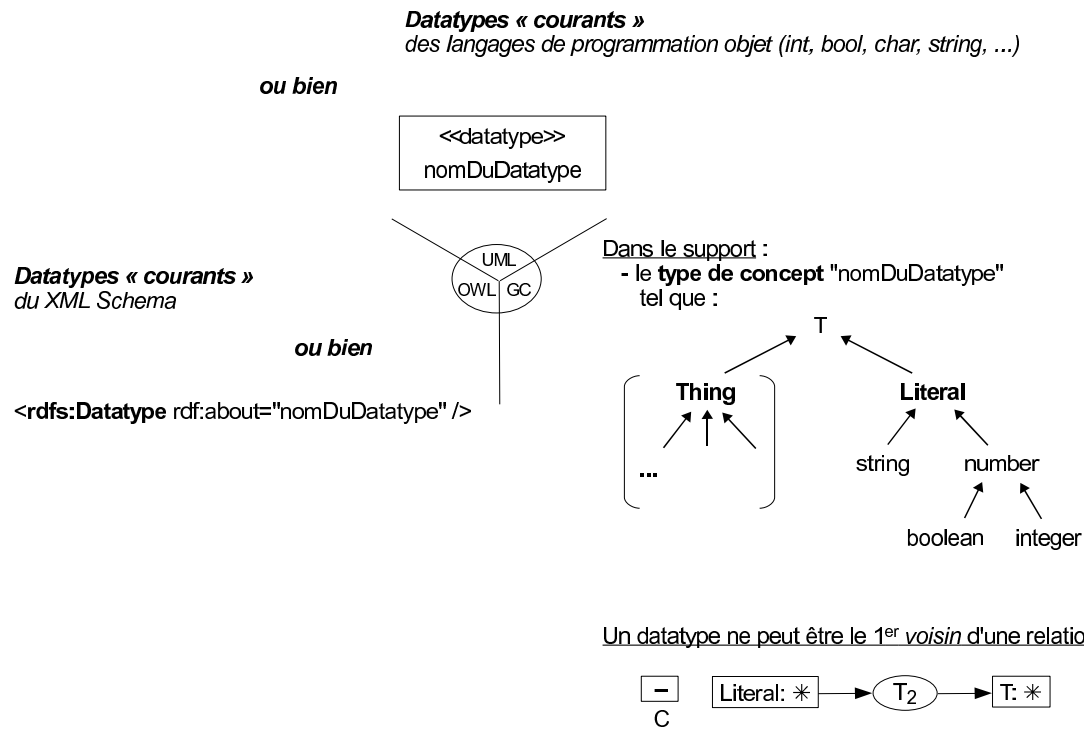 Datatypes « courants »
des langages de programmation objet (int, bool, char, string, ...)
ou bien
<<datatype>>
nomDuDatatype
UML
OWL GC
Datatypes « courants »
du XML Schema
ou bien
<rdfs:Datatype rdf:about="nomDuDatatype" />
Dans le support :
- le type de concept "nomDuDatatype"
tel que :
T
Thing Literal
... string number
boolean integer
Un datatype ne peut être le 1er voisin d'une relatio
– Literal: ✳ T2 T: ✳
C